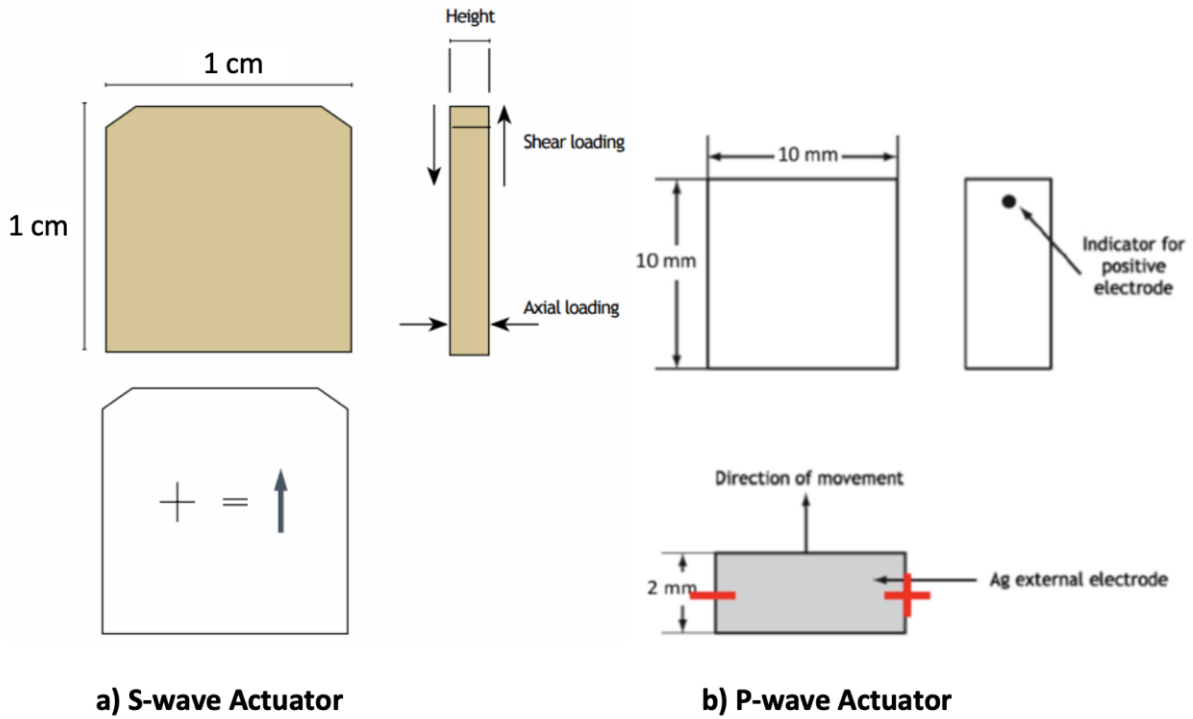 Height
1 cm
Shear loading
1 cm
Axial loading
+ = ↑
a) S-wave Actuator
10 mm
10 mm
Indicator for
positive
electrode
Direction of movement
2 mm
Ag external electrode
− +
b) P-wave Actuator